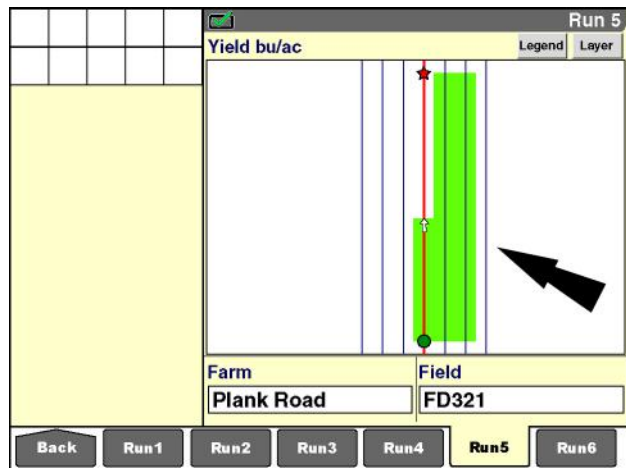 Run 5
Yield bu/ac
Legend
Layer
Farm
Field
Plank Road
FD321
Back
Run1
Run2
Run3
Run4
Run5
Run6